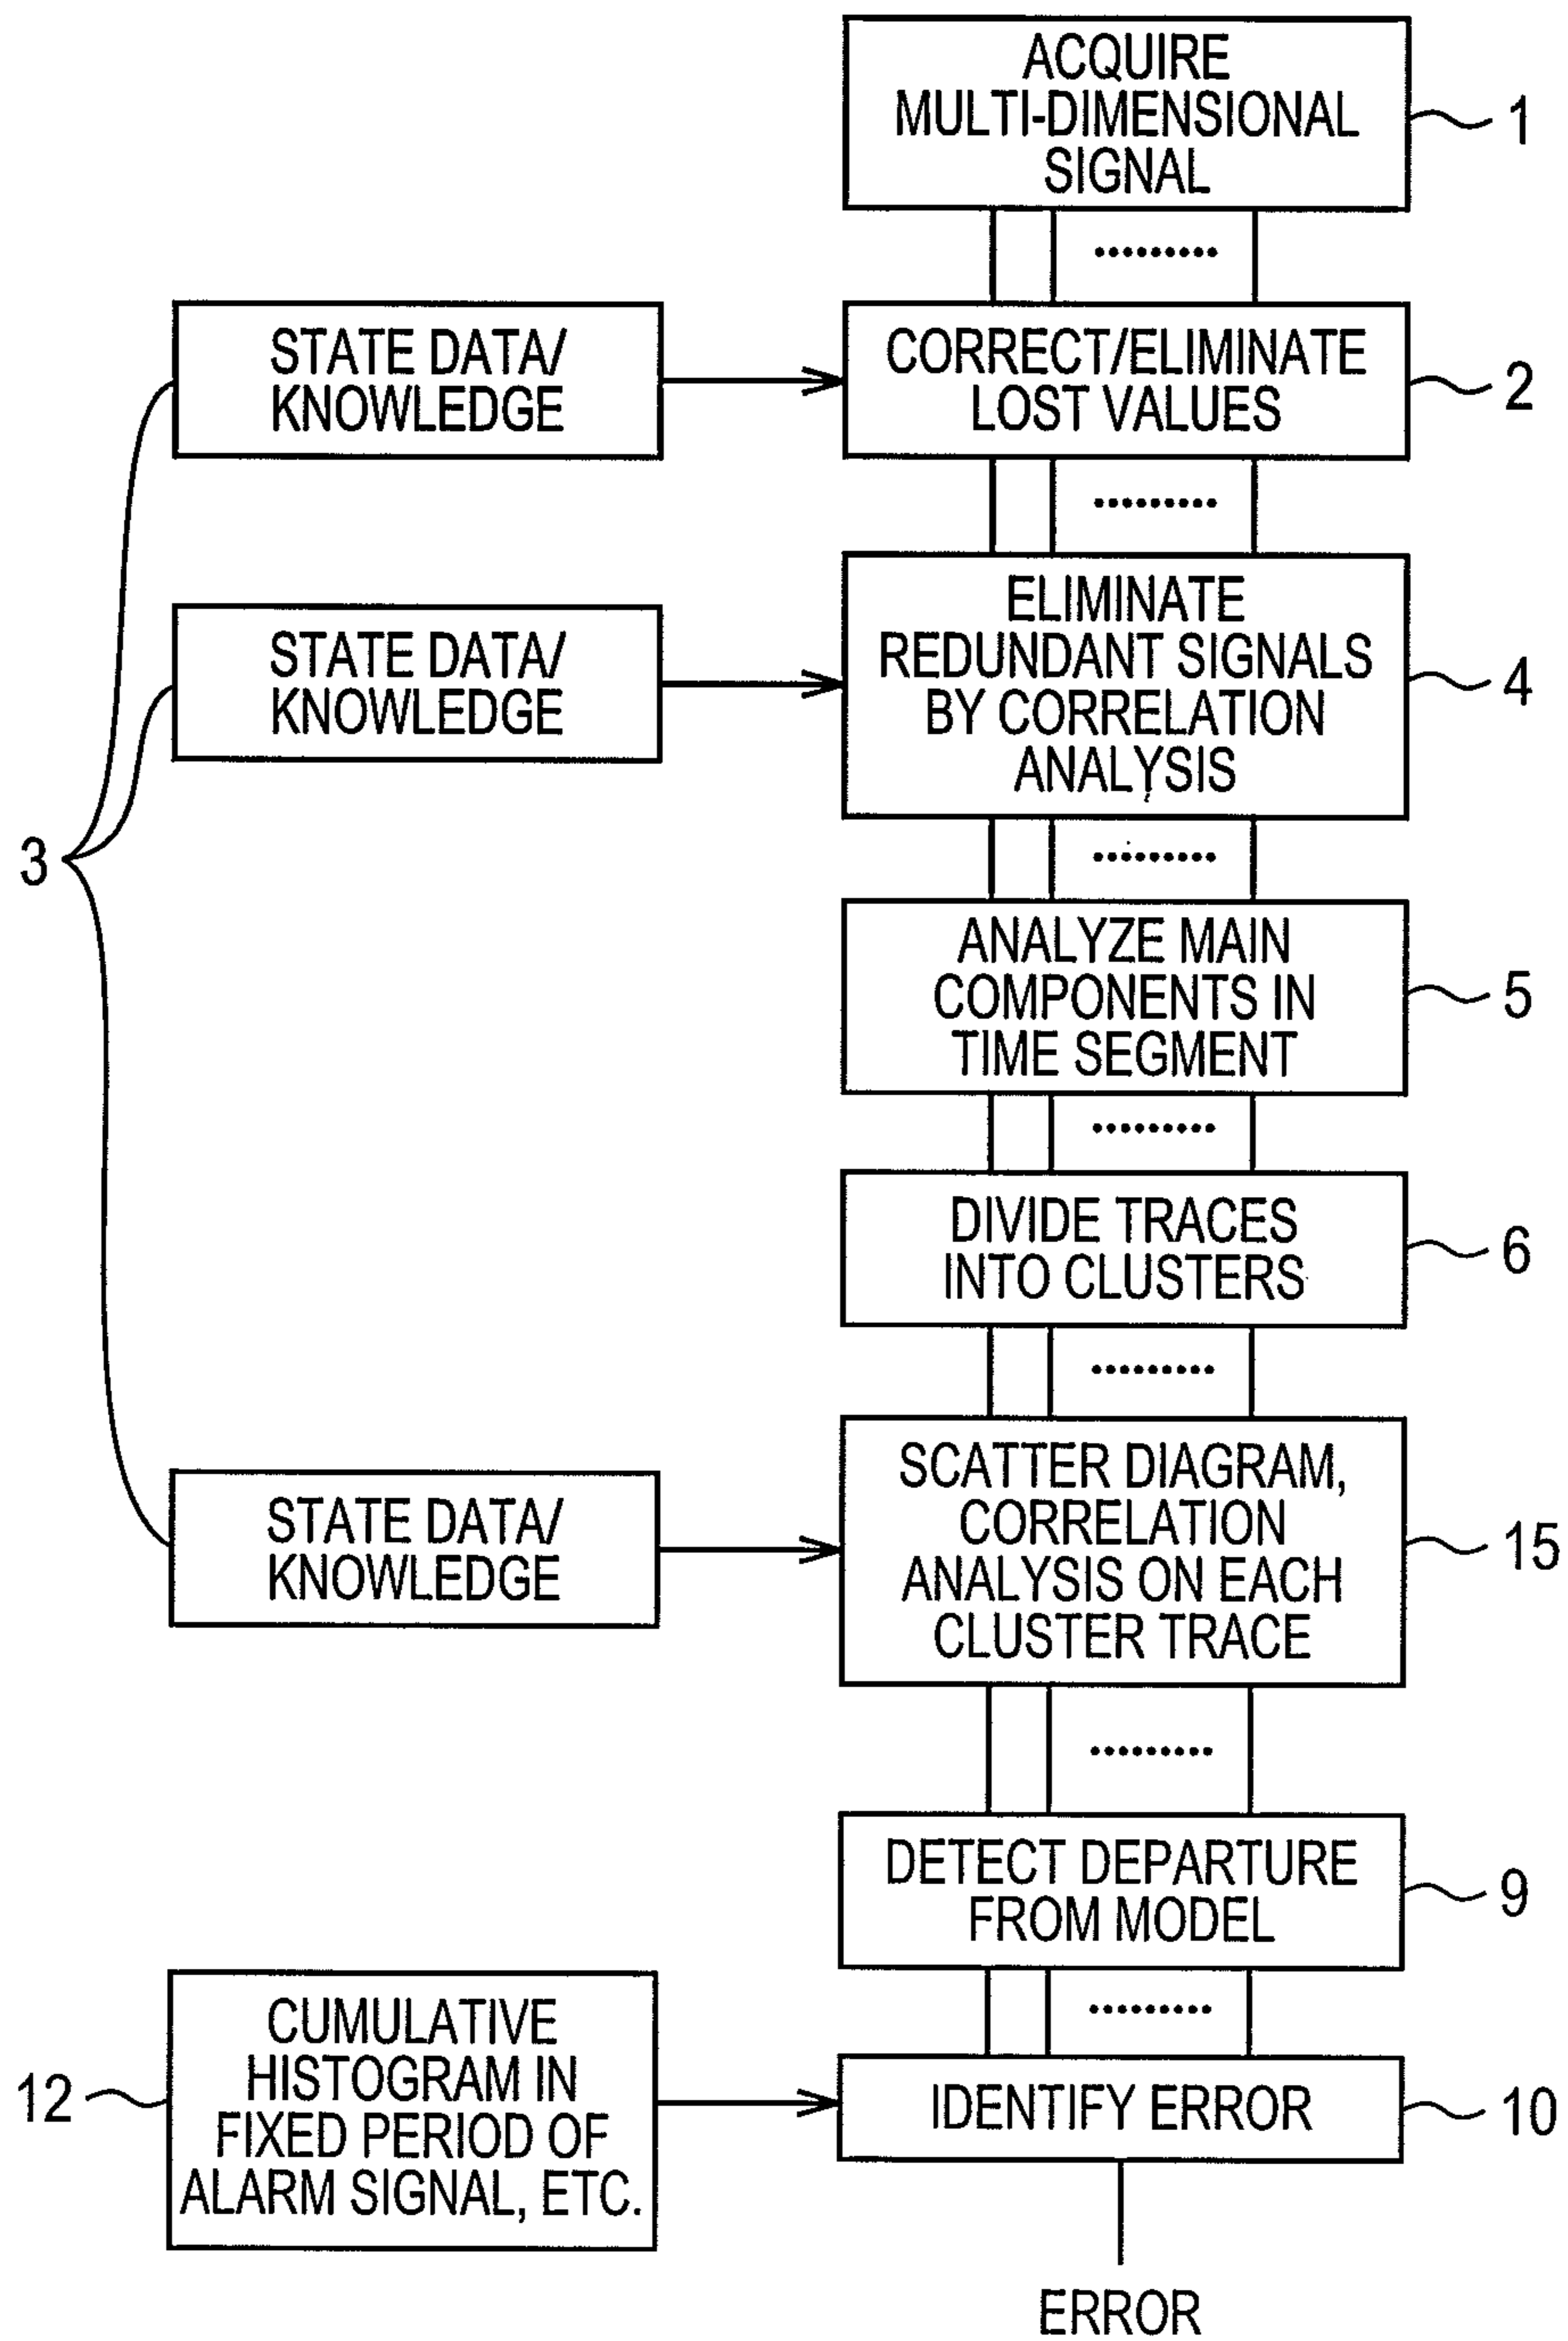 ACQUIRE
MULTI-DIMENSIONAL
SIGNAL
1
STATE DATA/
KNOWLEDGE
CORRECT/ELIMINATE
LOST VALUES
2
STATE DATA/
KNOWLEDGE
ELIMINATE
REDUNDANT SIGNALS
BY CORRELATION
ANALYSIS
4
3
ANALYZE MAIN
COMPONENTS IN
TIME SEGMENT
5
DIVIDE TRACES
INTO CLUSTERS
6
STATE DATA/
KNOWLEDGE
SCATTER DIAGRAM,
CORRELATION
ANALYSIS ON EACH
CLUSTER TRACE
15
DETECT DEPARTURE
FROM MODEL
9
12
CUMULATIVE
HISTOGRAM IN
FIXED PERIOD OF
ALARM SIGNAL, ETC.
IDENTIFY ERROR
10
ERROR